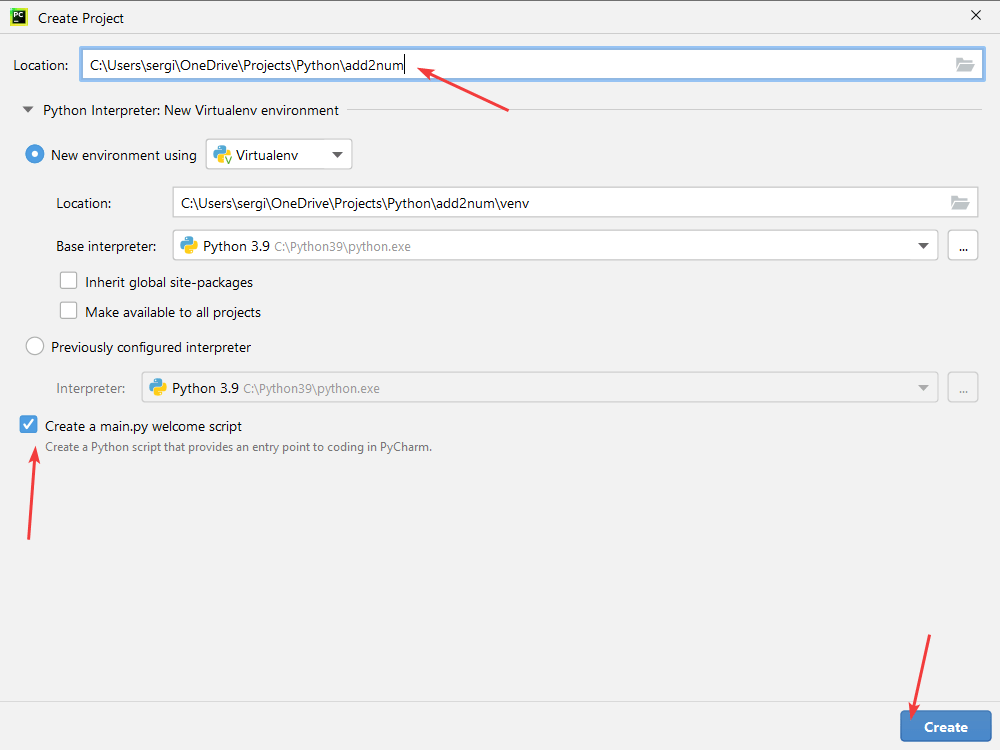 PC Create Project
Location: C:\Users\sergi\OneDrive\Projects\Python\add2num
Python Interpreter: New Virtualenv environment
New environment using Virtualenv
Location: C:\Users\sergi\OneDrive\Projects\Python\add2num\venv
Base interpreter: Python 3.9 C:\Python39\python.exe ...
Inherit global site-packages
Make available to all projects
Previously configured interpreter
Interpreter: Python 3.9 C:\Python39\python.exe ...
Create a main.py welcome script
Create a Python script that provides an entry point to coding in PyCharm.
Create